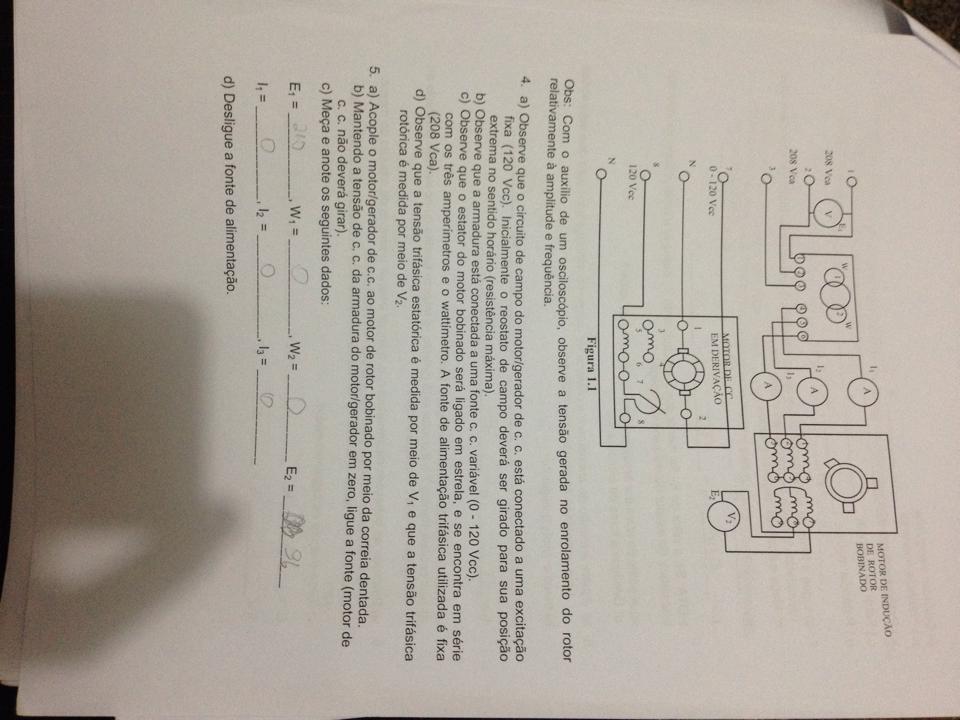 MOTOR DE INDUÇÃO
DE ROTOR
BOBINADO
1
208 Vca
2
208 Vca
3
V
E₁
W
1
2
W
I₁
I₂
I₃
A
A
A
E₂
V₂
7
0 - 120 Vcc
N
8
120 Vcc
N
MOTOR DE CC
EM DERIVAÇÃO
1
2
3
4
5
6
7
8
Figura 1.1
Obs: Com o auxílio de um osciloscópio, observe a tensão gerada no enrolamento do rotor
relativamente à amplitude e frequência.
4. a) Observe que o circuito de campo do motor/gerador de c. c. está conectado a uma excitação
fixa (120 Vcc). Inicialmente o reostato de campo deverá ser girado para sua posição
extrema no sentido horário (resistência máxima).
b) Observe que a armadura está conectada a uma fonte c. c. variável (0 - 120 Vcc).
c) Observe que o estator do motor bobinado será ligado em estrela, e se encontra em série
com os três amperímetros e o wattímetro. A fonte de alimentação trifásica utilizada é fixa
(208 Vca).
d) Observe que a tensão trifásica estatórica é medida por meio de V₁ e que a tensão trifásica
rotórica é medida por meio de V₂.
5. a) Acople o motor/gerador de c.c. ao motor de rotor bobinado por meio da correia dentada.
b) Mantendo a tensão de c. c. da armadura do motor/gerador em zero, ligue a fonte (motor de
c. c. não deverá girar).
c) Meça e anote os seguintes dados:
E₁ = 210, W₁ = 0, W₂ = 0 E₂ = 96
I₁ = 0, I₂ = 0, I₃ = 0
d) Desligue a fonte de alimentação.